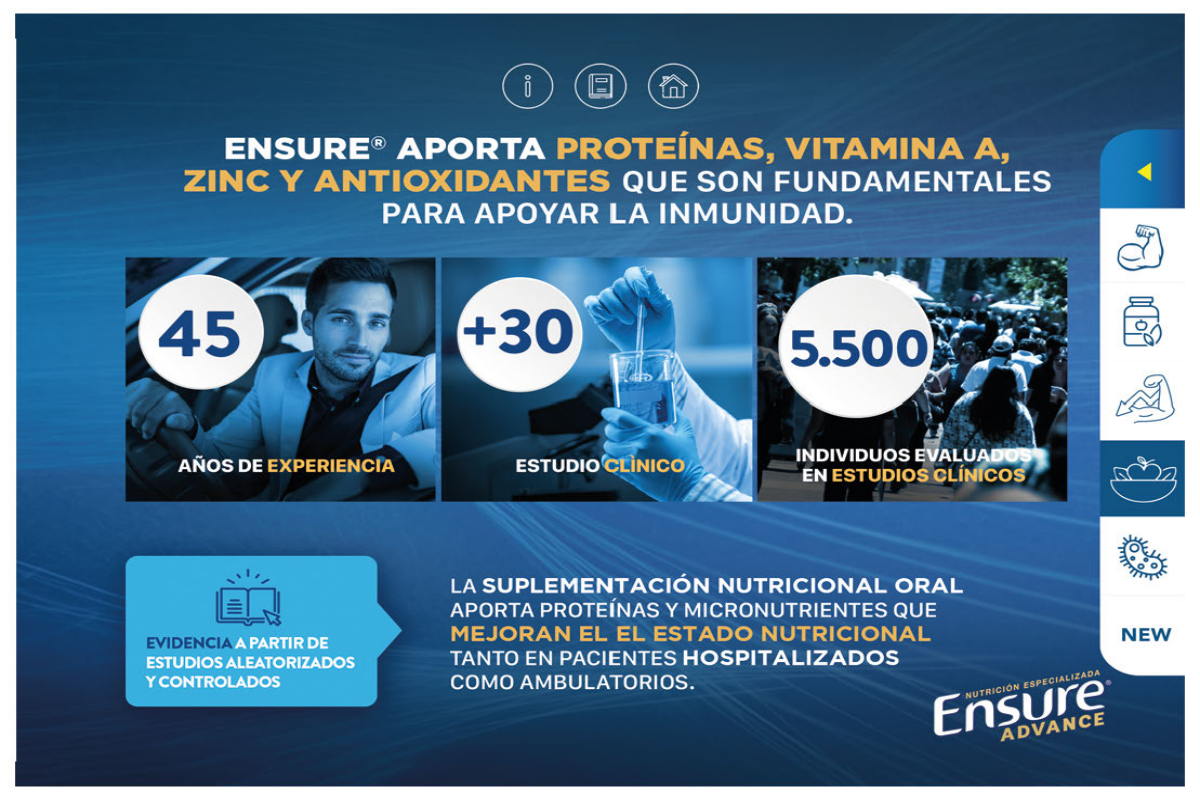 ENSURE® APORTA PROTEÍNAS, VITAMINA A,
ZINC Y ANTIOXIDANTES QUE SON FUNDAMENTALES
PARA APOYAR LA INMUNIDAD.
45
AÑOS DE EXPERIENCIA
+30
ESTUDIO CLÌNICO
5.500
INDIVIDUOS EVALUADOS
EN ESTUDIOS CLÍNICOS
EVIDENCIA A PARTIR DE
ESTUDIOS ALEATORIZADOS
Y CONTROLADOS
LA SUPLEMENTACIÓN NUTRICIONAL ORAL
APORTA PROTEÍNAS Y MICRONUTRIENTES QUE
MEJORAN EL EL ESTADO NUTRICIONAL
TANTO EN PACIENTES HOSPITALIZADOS
COMO AMBULATORIOS.
NEW
NUTRICIÓN ESPECIALIZADA
Ensure®
ADVANCE